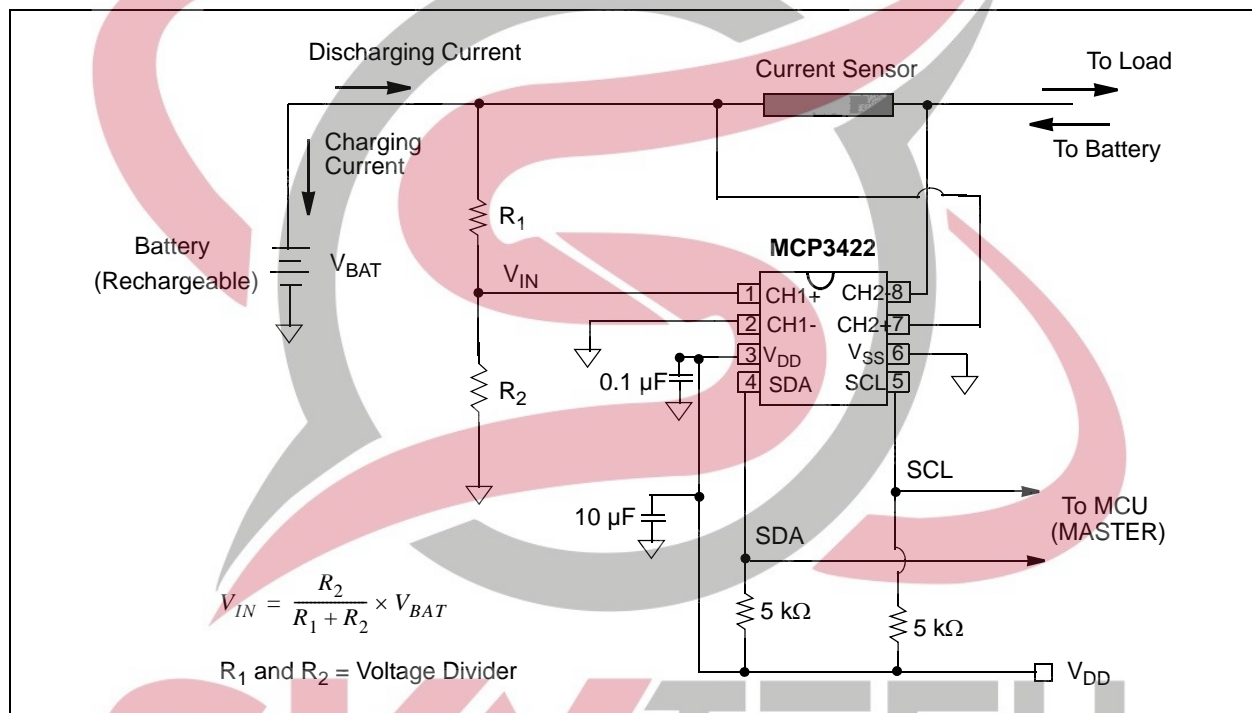 Discharging Current
Current Sensor
To Load
Charging
Current
To Battery
R1
Battery
(Rechargeable)
VBAT
VIN
MCP3422
1 CH1+ CH2- 8
2 CH1- CH2+ 7
3 VDD VSS 6
4 SDA SCL 5
0.1 µF
R2
SCL
10 µF
To MCU
(MASTER)
SDA
VIN = R2 / (R1 + R2) × VBAT
5 kΩ
5 kΩ
R1 and R2 = Voltage Divider
VDD